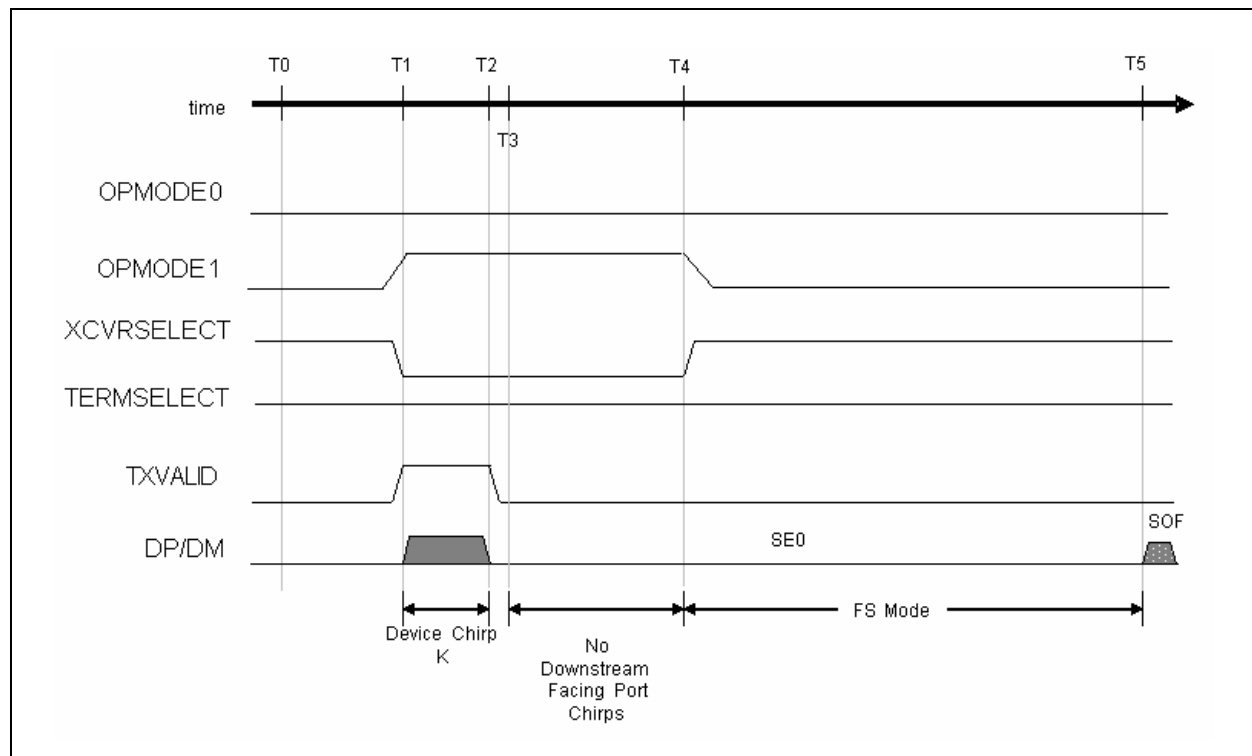 T0
T1
T2
T4
T5
time
T3
OPMODE0
OPMODE1
XCVRSELECT
TERMSELECT
TXVALID
SOF
DP/DM
SE0
FS Mode
Device Chirp
K
No
Downstream
Facing Port
Chirps